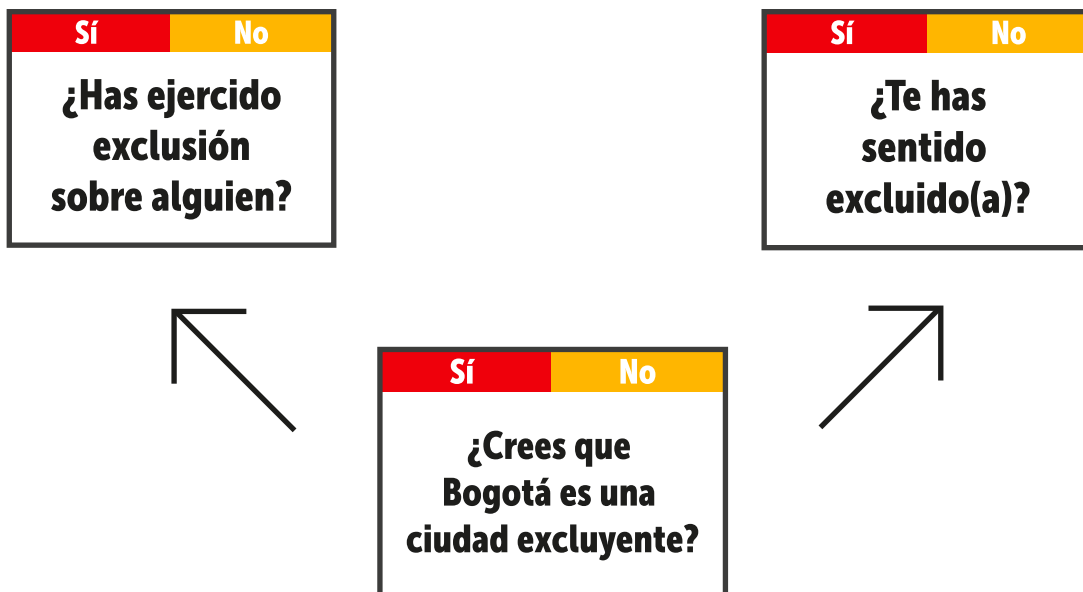 Sí No
¿Has ejercido
exclusión
sobre alguien?
Sí No
¿Te has
sentido
excluido(a)?
Sí No
¿Crees que
Bogotá es una
ciudad excluyente?